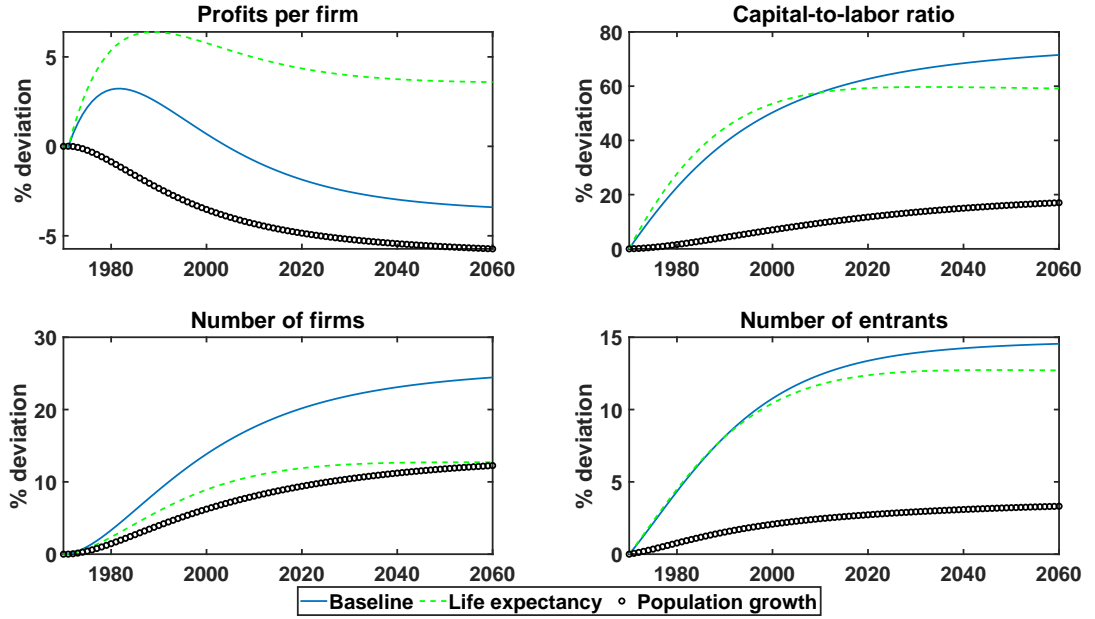 Profits per firm
% deviation
5
0
-5
1980 2000 2020 2040 2060
Capital-to-labor ratio
% deviation
80
60
40
20
0
1980 2000 2020 2040 2060
Number of firms
% deviation
30
20
10
0
1980 2000 2020 2040 2060
Number of entrants
% deviation
15
10
5
0
1980 2000 2020 2040 2060
Baseline Life expectancy Population growth